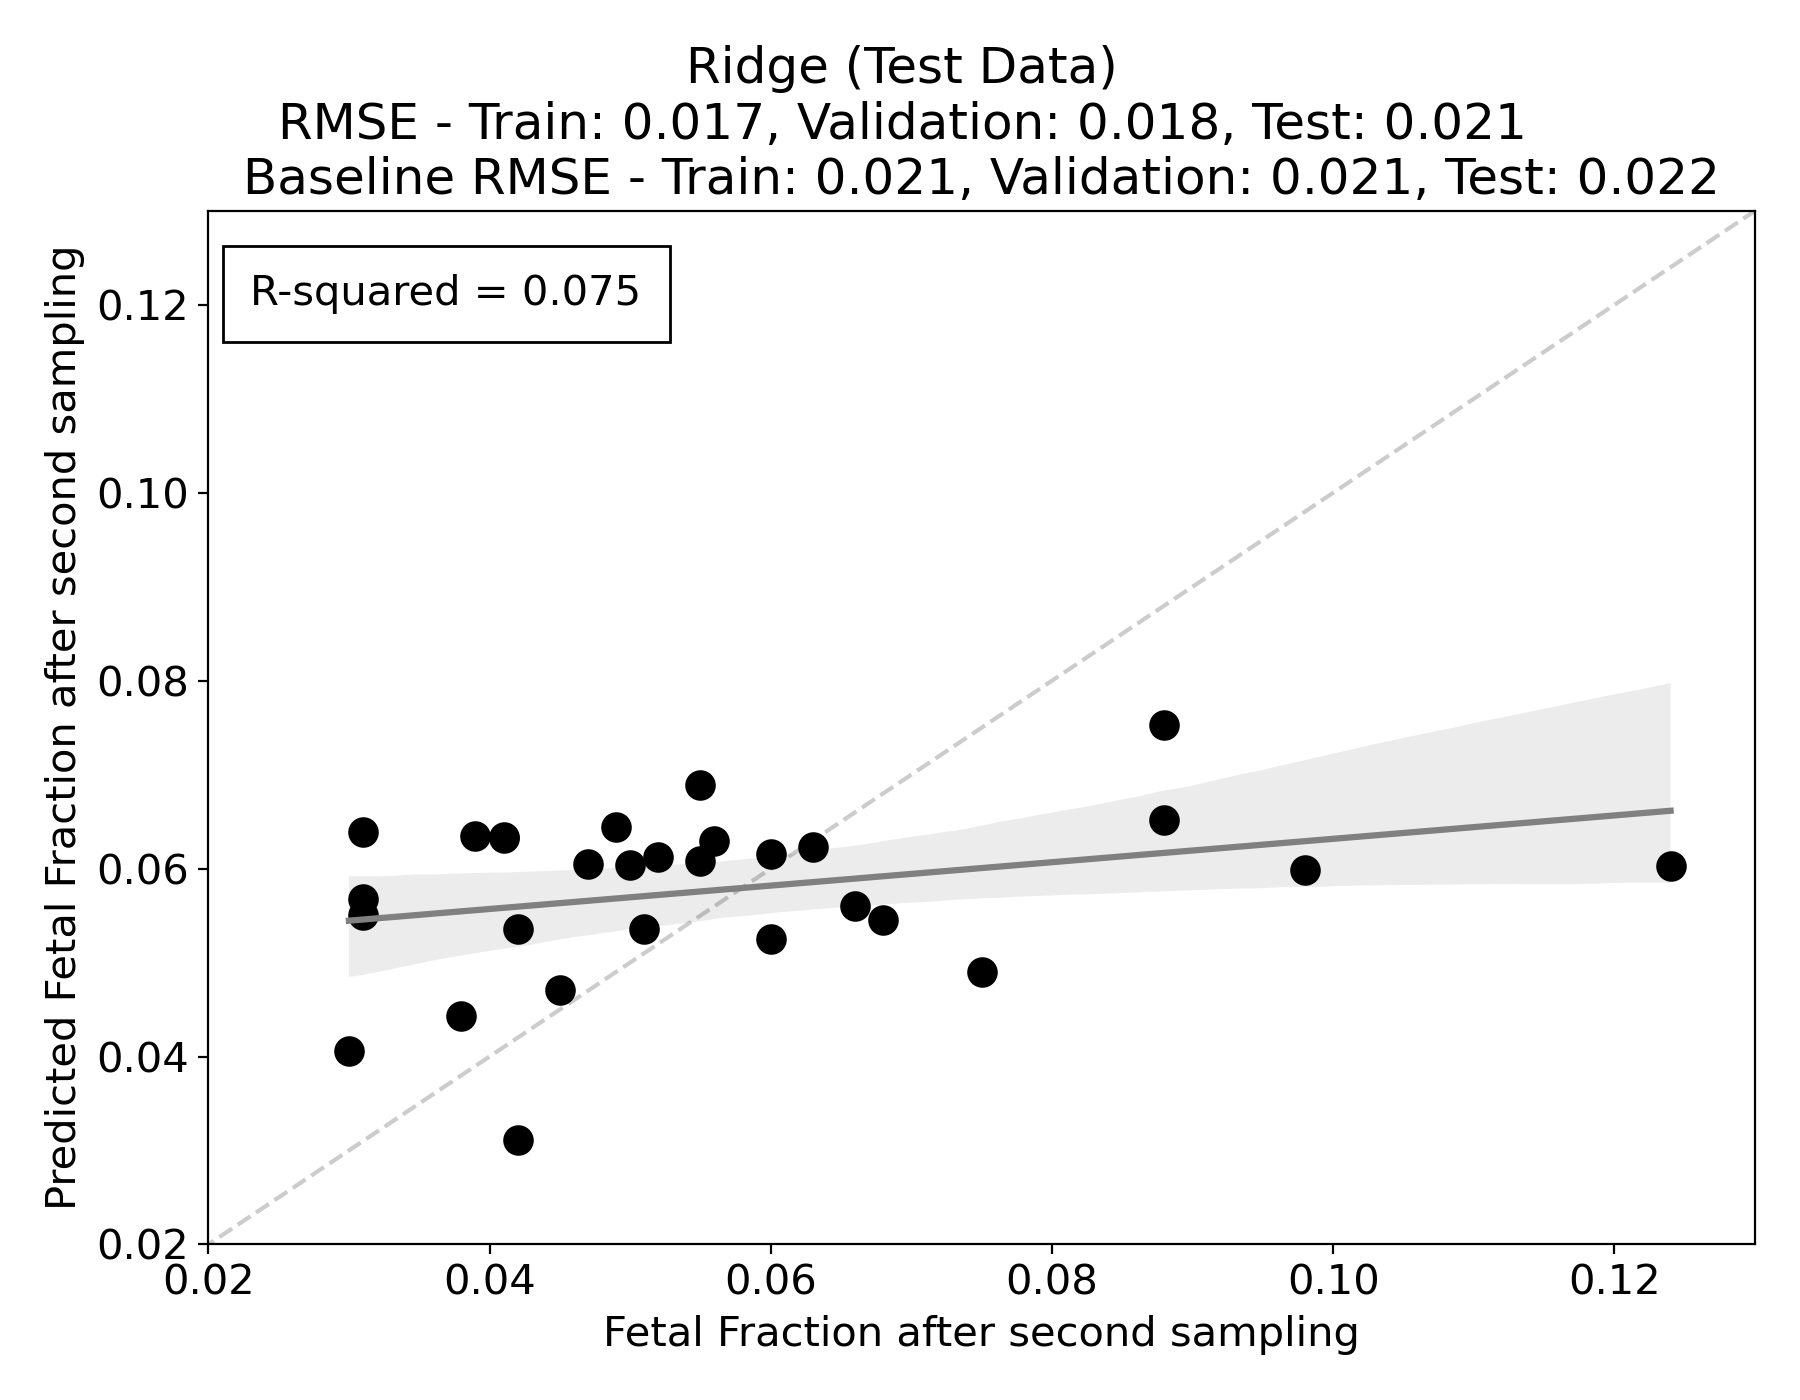 Ridge (Test Data)
RMSE - Train: 0.017, Validation: 0.018, Test: 0.021
Baseline RMSE - Train: 0.021, Validation: 0.021, Test: 0.022
R-squared = 0.075
Predicted Fetal Fraction after second sampling
0.12
0.10
0.08
0.06
0.04
0.02
0.02 0.04 0.06 0.08 0.10 0.12
Fetal Fraction after second sampling